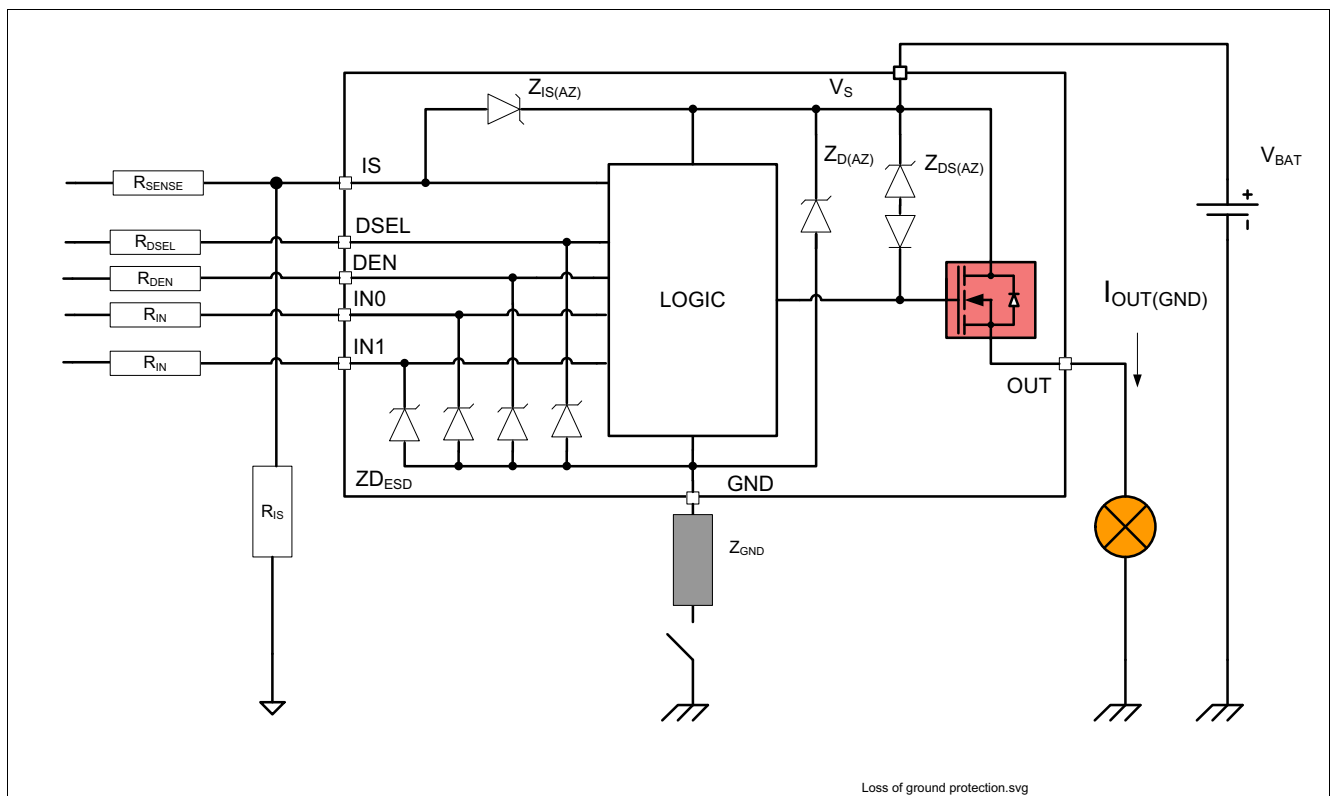 Z_IS(AZ)
V_S
Z_D(AZ)
Z_DS(AZ)
V_BAT
+
-
IS
R_SENSE
DSEL
R_DSEL
DEN
R_DEN
IN0
R_IN
IN1
R_IN
LOGIC
I_OUT(GND)
OUT
ZD_ESD
GND
R_IS
Z_GND
Loss of ground protection.svg